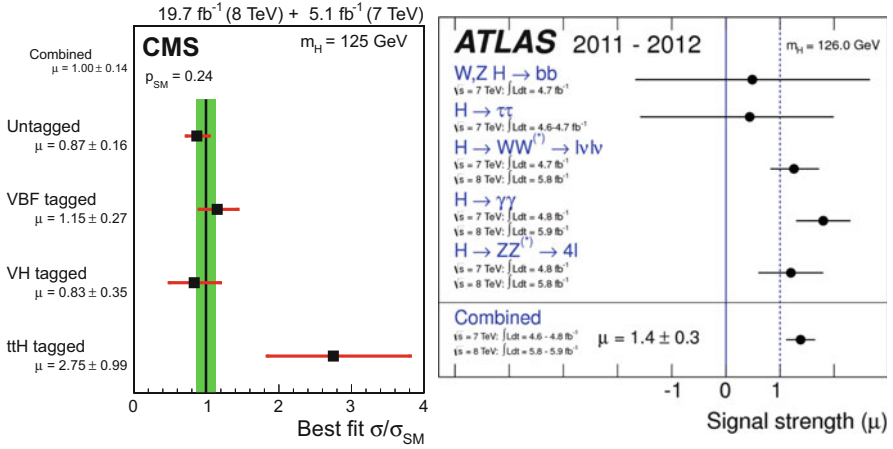 19.7 fb⁻¹ (8 TeV) + 5.1 fb⁻¹ (7 TeV)
CMS
m_H = 125 GeV
Combined
μ = 1.00 ± 0.14
p_SM = 0.24
Untagged
μ = 0.87 ± 0.16
VBF tagged
μ = 1.15 ± 0.27
VH tagged
μ = 0.83 ± 0.35
ttH tagged
μ = 2.75 ± 0.99
0 1 2 3 4
Best fit σ/σ_SM
ATLAS 2011 - 2012
m_H = 126.0 GeV
W,Z H → bb
√s = 7 TeV: ∫Ldt = 4.7 fb⁻¹
H → ττ
√s = 7 TeV: ∫Ldt = 4.6-4.7 fb⁻¹
H → WW⁽*⁾ → lνlν
√s = 7 TeV: ∫Ldt = 4.7 fb⁻¹
√s = 8 TeV: ∫Ldt = 5.8 fb⁻¹
H → γγ
√s = 7 TeV: ∫Ldt = 4.8 fb⁻¹
√s = 8 TeV: ∫Ldt = 5.9 fb⁻¹
H → ZZ⁽*⁾ → 4l
√s = 7 TeV: ∫Ldt = 4.8 fb⁻¹
√s = 8 TeV: ∫Ldt = 5.8 fb⁻¹
Combined
√s = 7 TeV: ∫Ldt = 4.6 - 4.8 fb⁻¹
√s = 8 TeV: ∫Ldt = 5.8 - 5.9 fb⁻¹
μ = 1.4 ± 0.3
-1 0 +1
Signal strength (μ)